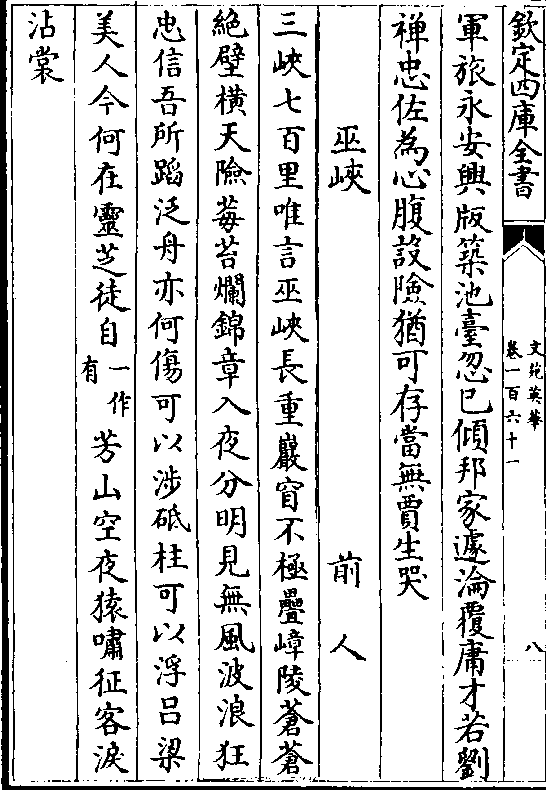 欽定四庫全書
文苑英華
卷一百六十一
八
軍旅永安興版築池臺忽已傾邦家遽淪覆庸才若劉
禅忠佐為心腹設險猶可存當無賈生哭
巫峽 前人
三峽七百里唯言巫峽長重巖窅不極疊嶂陵蒼蒼
絶壁橫天險莓苔爛錦章入夜分明見無風波浪狂
忠信吾所蹈泛舟亦何傷可以涉砥柱可以浮呂梁
美人今何在靈芝徒自一作有芳山空夜猿嘯征客淚
沾裳